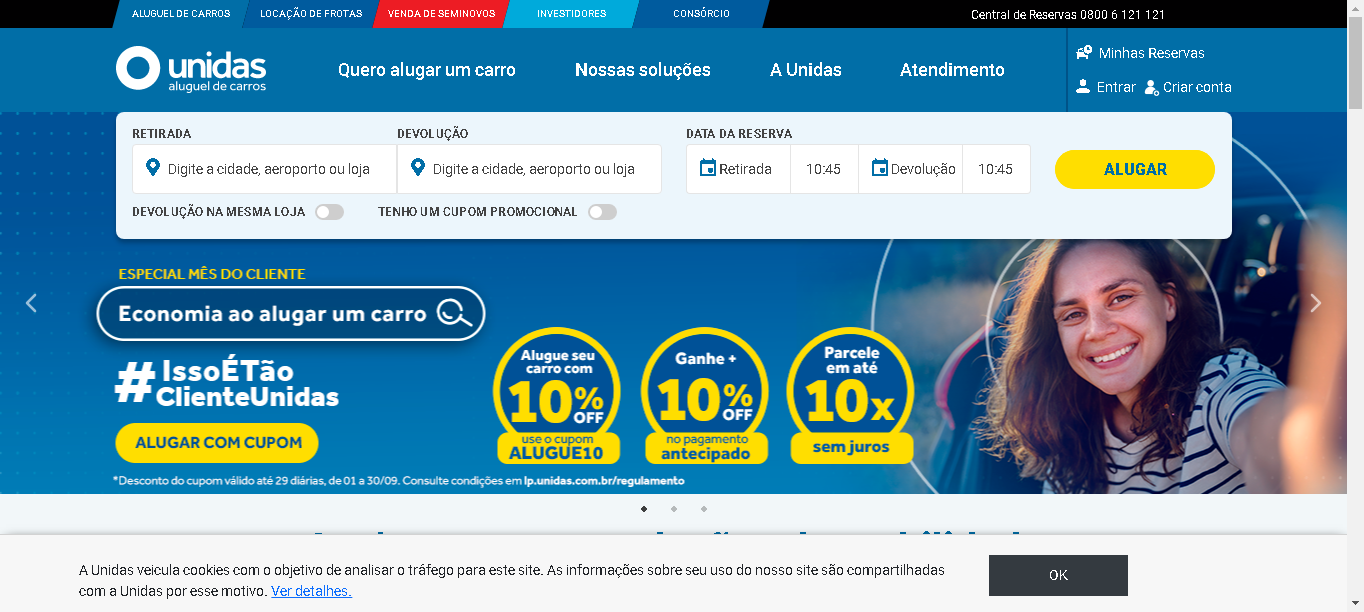 ALUGUEL DE CARROS
LOCAÇÃO DE FROTAS
VENDA DE SEMINOVOS
INVESTIDORES
CONSÓRCIO
Central de Reservas 0800 6 121 121
unidas
aluguel de carros
Quero alugar um carro
Nossas soluções
A Unidas
Atendimento
Minhas Reservas
Entrar
Criar conta
RETIRADA
DEVOLUÇÃO
DATA DA RESERVA
Digite a cidade, aeroporto ou loja
Digite a cidade, aeroporto ou loja
Retirada
10:45
Devolução
10:45
ALUGAR
DEVOLUÇÃO NA MESMA LOJA
TENHO UM CUPOM PROMOCIONAL
ESPECIAL MÊS DO CLIENTE
Economia ao alugar um carro
#IssoÉTão
ClienteUnidas
ALUGAR COM CUPOM
Alugue seu
carro com
10% OFF
use o cupom
ALUGUE10
Ganhe +
10% OFF
no pagamento
antecipado
Parcele
em até
10x
sem juros
*Desconto do cupom válido até 29 diárias, de 01 a 30/09. Consulte condições em lp.unidas.com.br/regulamento
A Unidas veicula cookies com o objetivo de analisar o tráfego para este site. As informações sobre seu uso do nosso site são compartilhadas
com a Unidas por esse motivo. Ver detalhes.
OK